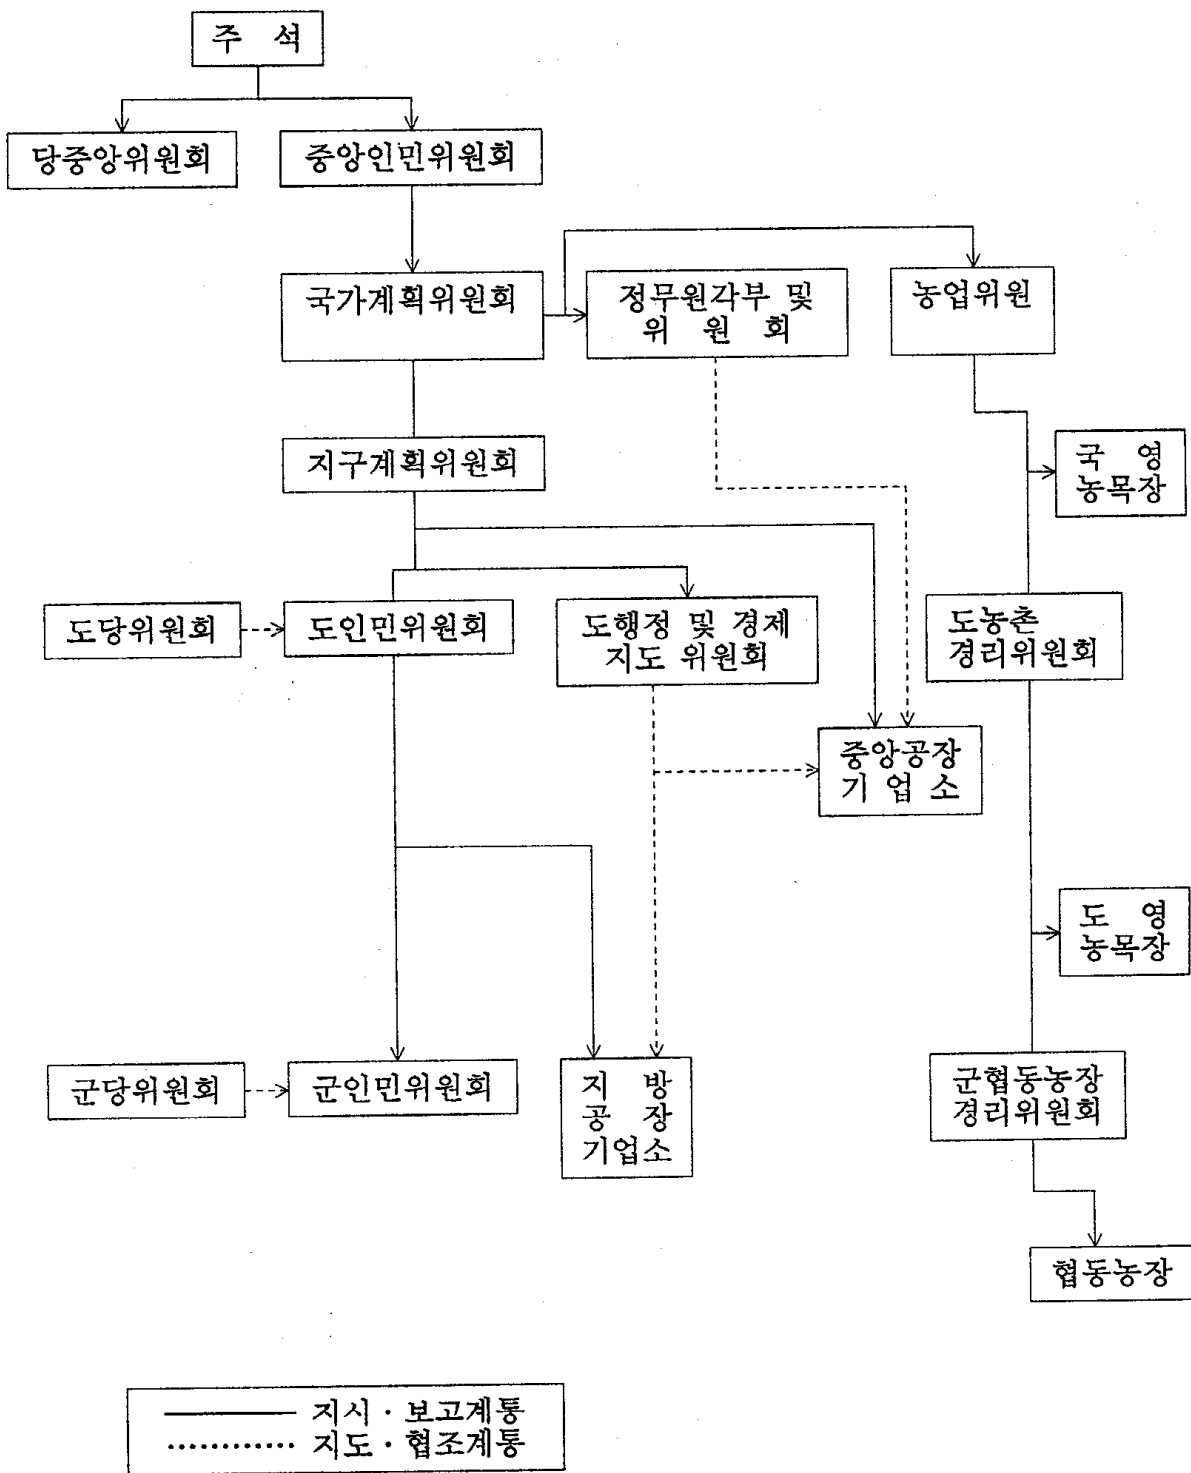 주 석
당중앙위원회
중앙인민위원회
국가계획위원회
정무원각부 및
위 원 회
농업위원
지구계획위원회
국 영
농목장
도당위원회
도인민위원회
도행정 및 경제
지도 위원회
도농촌
경리위원회
중앙공장
기 업 소
도 영
농목장
군당위원회
군인민위원회
지 방
공 장
기업소
군협동농장
경리위원회
협동농장
지시 · 보고계통
지도 · 협조계통